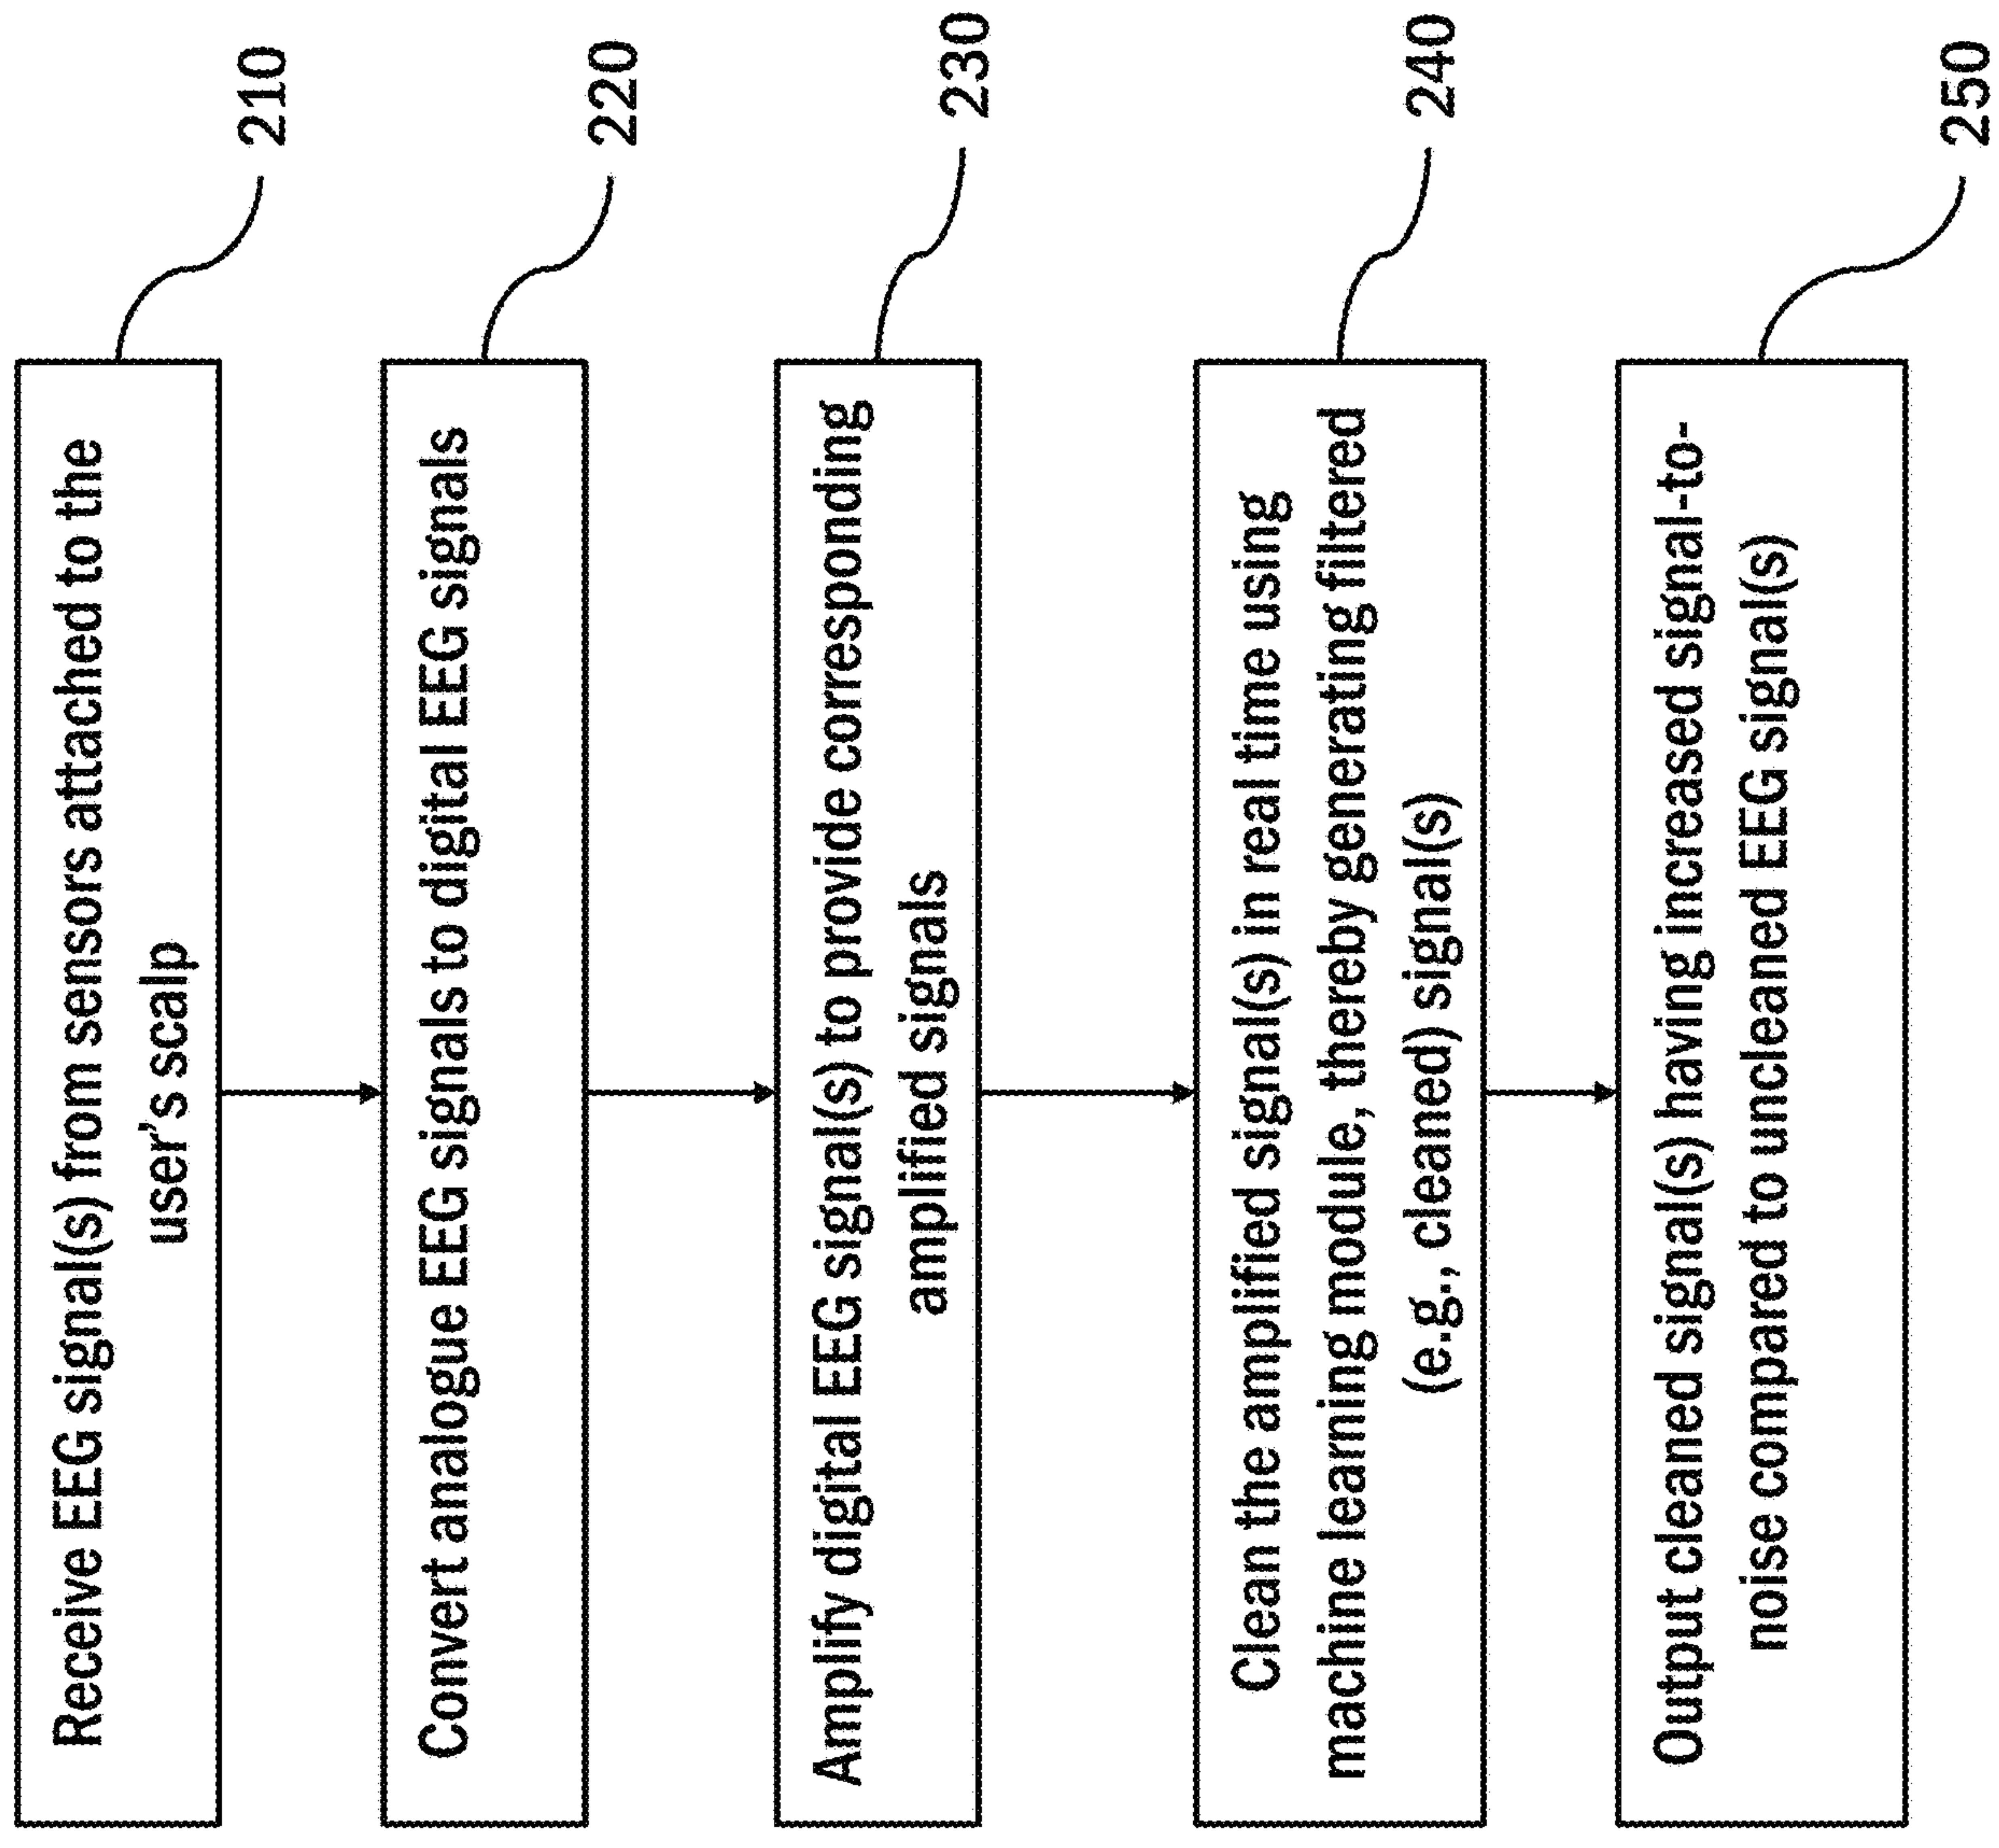 Receive EEG signal(s) from sensors attached to the
user's scalp
210
Convert analogue EEG signals to digital EEG signals
220
Amplify digital EEG signal(s) to provide corresponding
amplified signals
230
Clean the amplified signal(s) in real time using
machine learning module, thereby generating filtered
(e.g., cleaned) signal(s)
240
Output cleaned signal(s) having increased signal-to-
noise compared to uncleaned EEG signal(s)
250